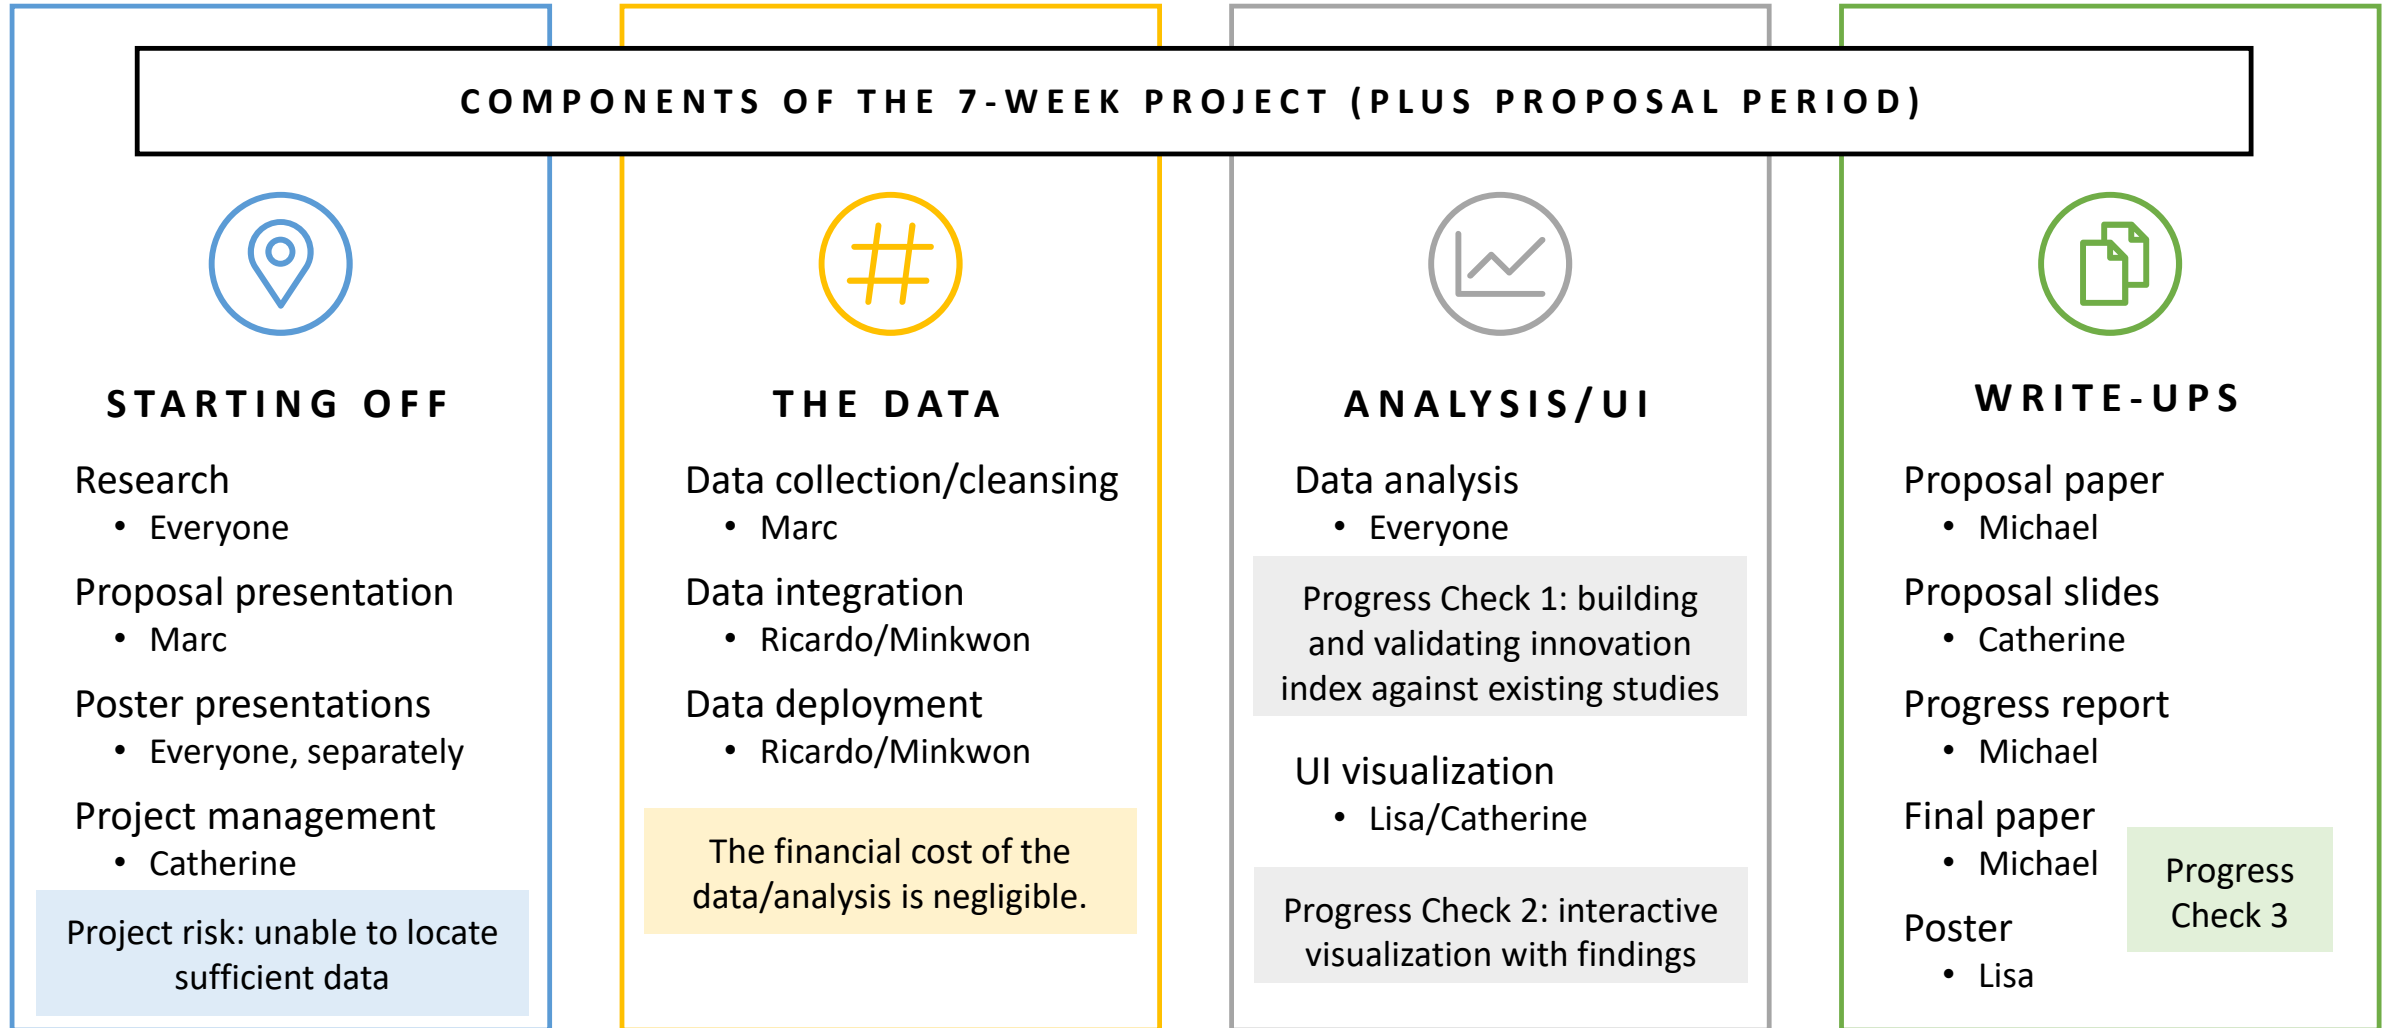 COMPONENTS OF THE 7-WEEK PROJECT (PLUS PROPOSAL PERIOD)
STARTING OFF
Research
• Everyone
Proposal presentation
• Marc
Poster presentations
• Everyone, separately
Project management
• Catherine
Project risk: unable to locate
sufficient data
THE DATA
Data collection/cleansing
• Marc
Data integration
• Ricardo/Minkwon
Data deployment
• Ricardo/Minkwon
The financial cost of the
data/analysis is negligible.
ANALYSIS/UI
Data analysis
• Everyone
Progress Check 1: building
and validating innovation
index against existing studies
UI visualization
• Lisa/Catherine
Progress Check 2: interactive
visualization with findings
WRITE-UPS
Proposal paper
• Michael
Proposal slides
• Catherine
Progress report
• Michael
Final paper
• Michael
Progress
Check 3
Poster
• Lisa